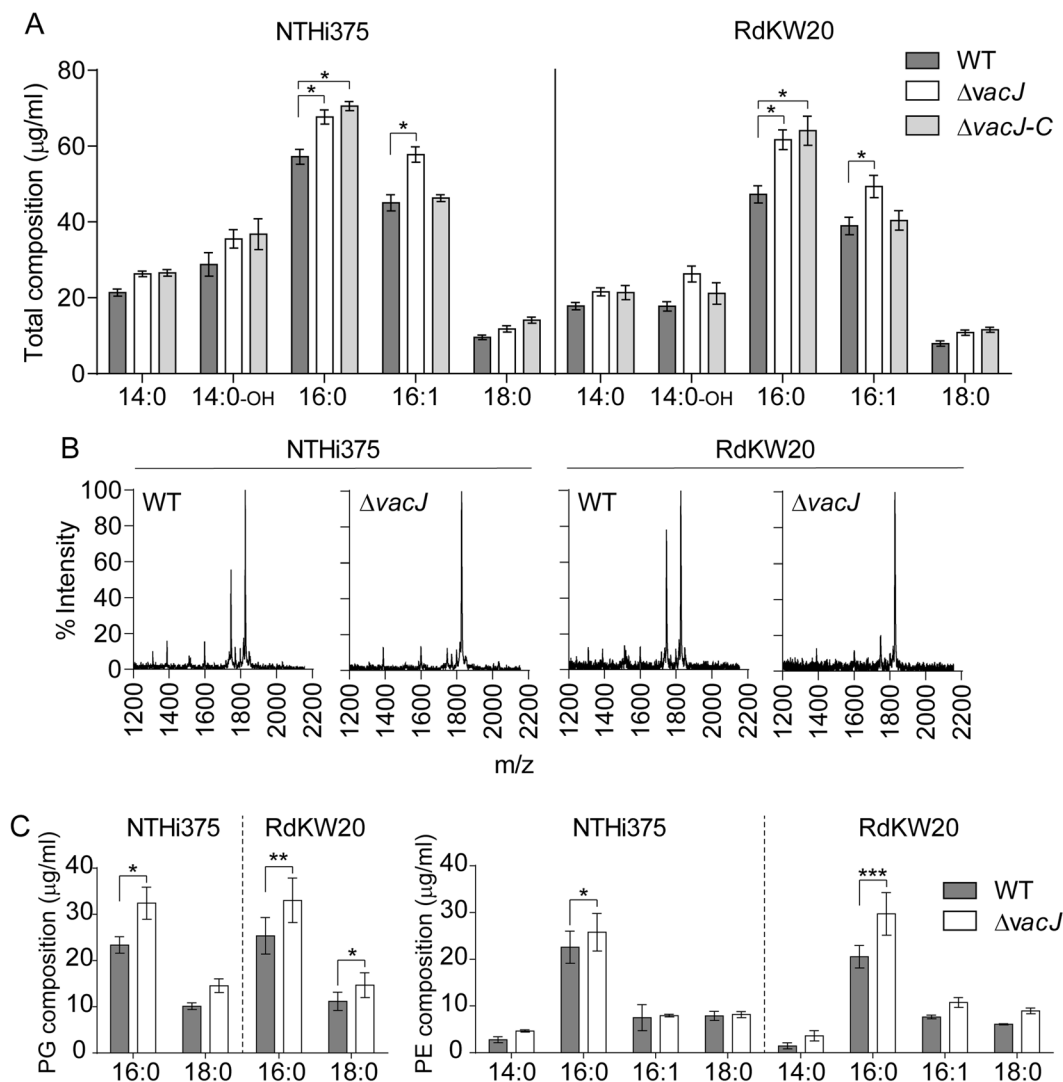 A
NTHi375
RdKW20
WT
ΔvacJ
ΔvacJ-C
Total composition (μg/ml)
80
60
40
20
0
*
*
*
*
*
*
14:0
14:0-OH
16:0
16:1
18:0
14:0
14:0-OH
16:0
16:1
18:0
B
NTHi375
RdKW20
% Intensity
100
80
60
40
20
0
WT
ΔvacJ
WT
ΔvacJ
1200 1400 1600 1800 2000 2200
1200 1400 1600 1800 2000 2200
1200 1400 1600 1800 2000 2200
1200 1400 1600 1800 2000 2200
m/z
C
NTHi375
RdKW20
PG composition (μg/ml)
40
30
20
10
0
*
**
*
16:0
18:0
16:0
18:0
NTHi375
RdKW20
PE composition (μg/ml)
40
30
20
10
0
*
***
WT
ΔvacJ
14:0
16:0
16:1
18:0
14:0
16:0
16:1
18:0